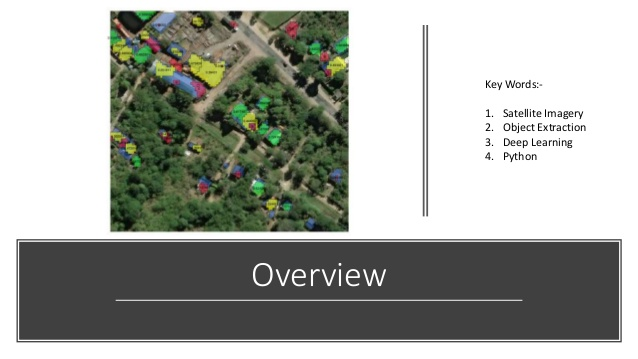 Key Words:-
1. Satellite Imagery
2. Object Extraction
3. Deep Learning
4. Python
Overview